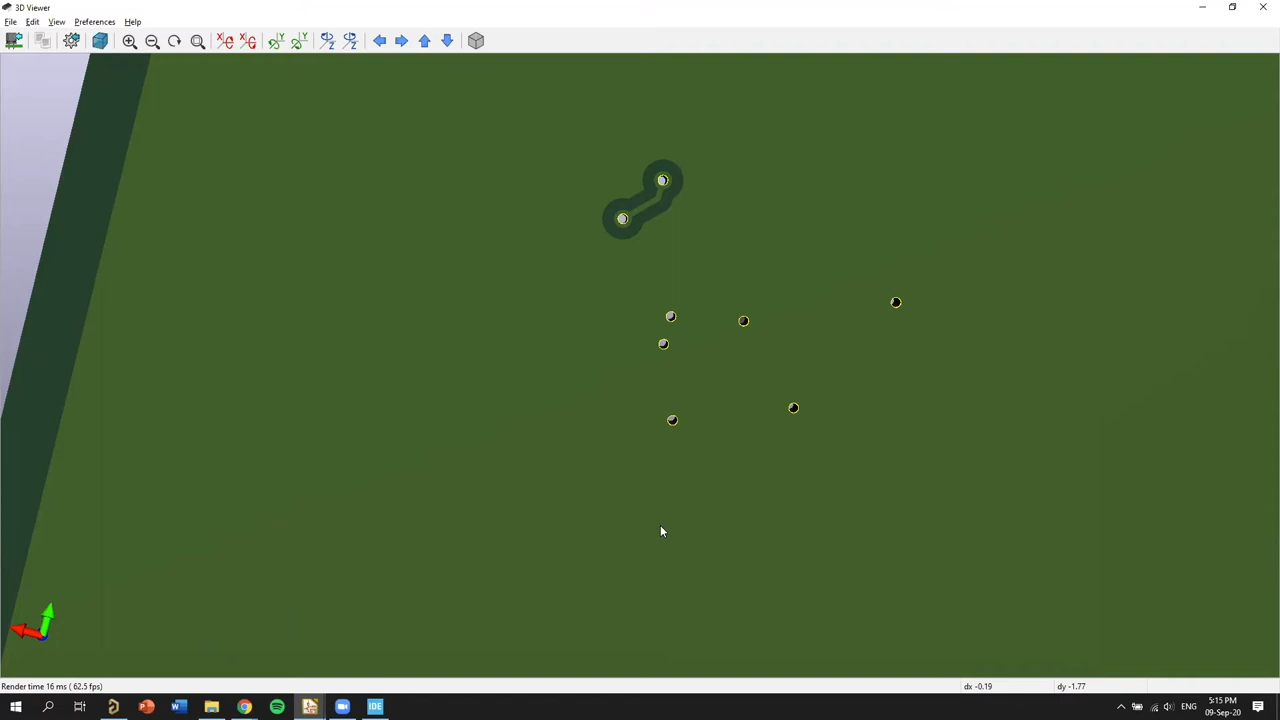 3D Viewer
File Edit View Preferences Help
Render time 16 ms ( 62.5 fps)
dx -0.19
dy -1.77
IDE
ENG
5:15 PM
09-Sep-20